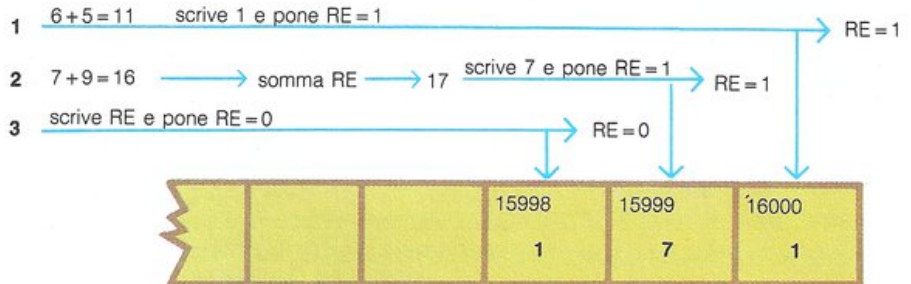 1 6+5=11 scrive 1 e pone RE=1 RE=1
2 7+9=16 somma RE 17 scrive 7 e pone RE=1 RE=1
3 scrive RE e pone RE=0 RE=0
15998 15999 16000
1 7 1